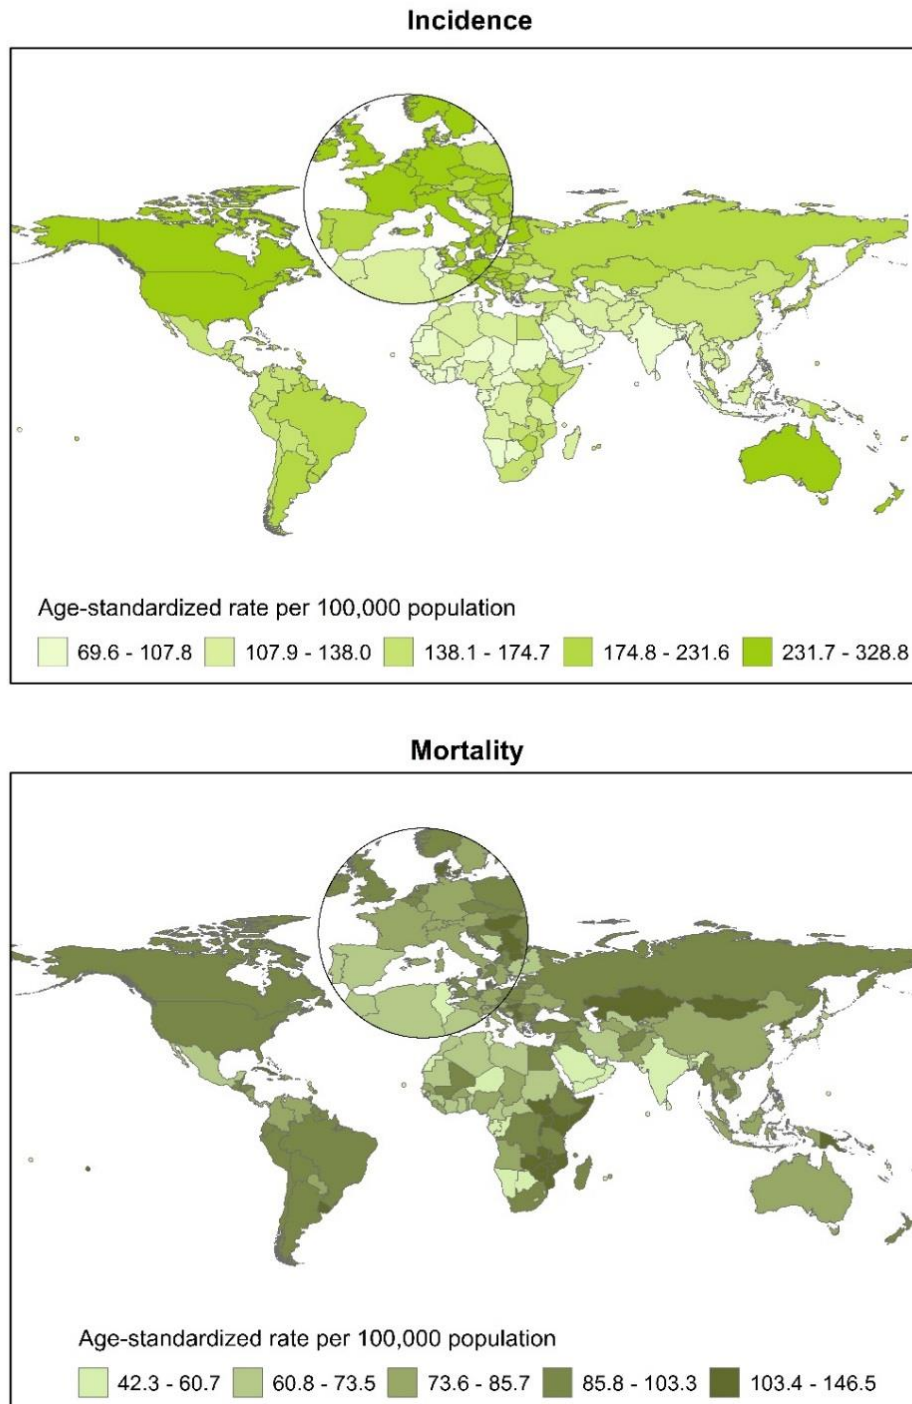 Incidence
Age-standardized rate per 100,000 population
69.6 - 107.8 107.9 - 138.0 138.1 - 174.7 174.8 - 231.6 231.7 - 328.8
Mortality
Age-standardized rate per 100,000 population
42.3 - 60.7 60.8 - 73.5 73.6 - 85.7 85.8 - 103.3 103.4 - 146.5